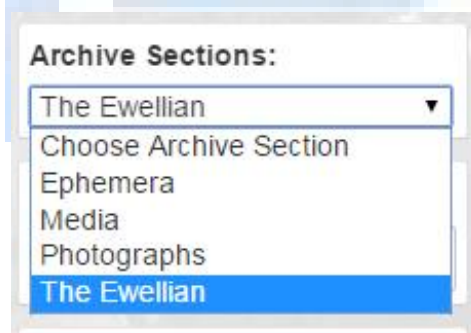 Archive Sections:
The Ewellian
Choose Archive Section
Ephemera
Media
Photographs
The Ewellian